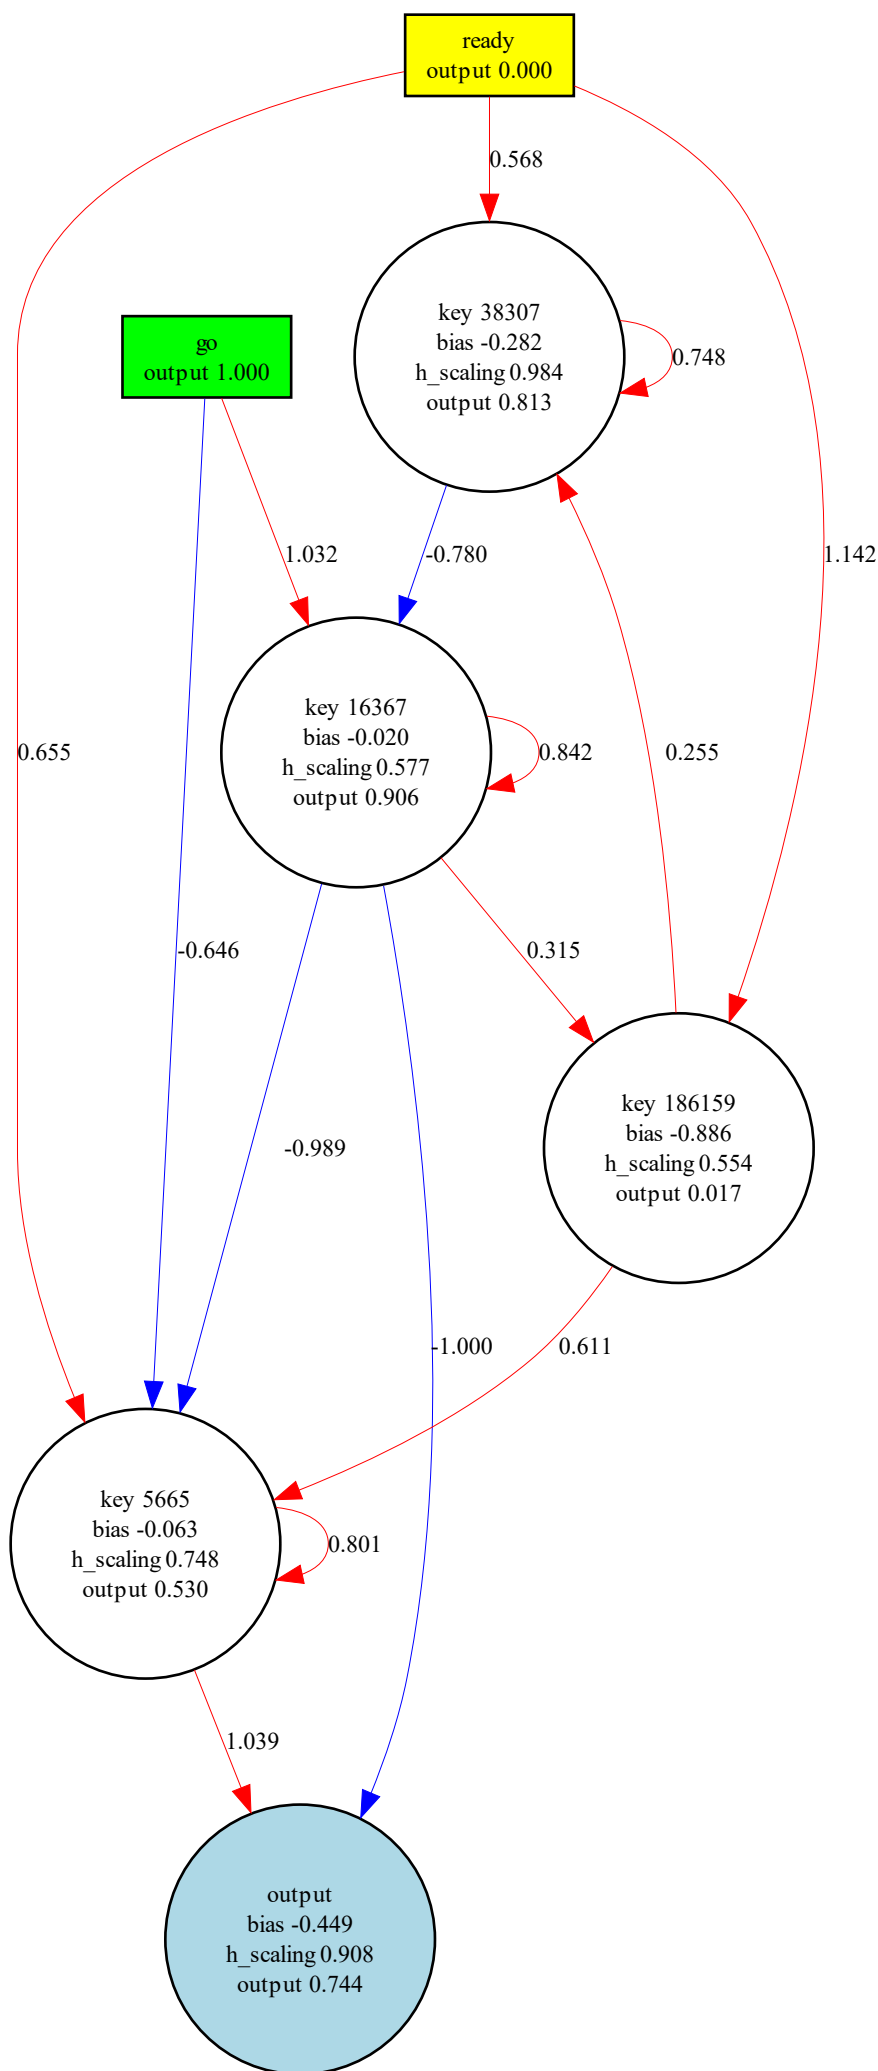 ready
output 0.000
0.568
key 38307
bias -0.282
h_scaling 0.984
output 0.813
0.748
go
output 1.000
1.032
-0.780
1.142
key 16367
bias -0.020
h_scaling 0.577
output 0.906
0.842
0.655
0.255
-0.646
0.315
key 186159
bias -0.886
h_scaling 0.554
output 0.017
-0.989
-1.000
0.611
key 5665
bias -0.063
h_scaling 0.748
output 0.530
0.801
1.039
output
bias -0.449
h_scaling 0.908
output 0.744